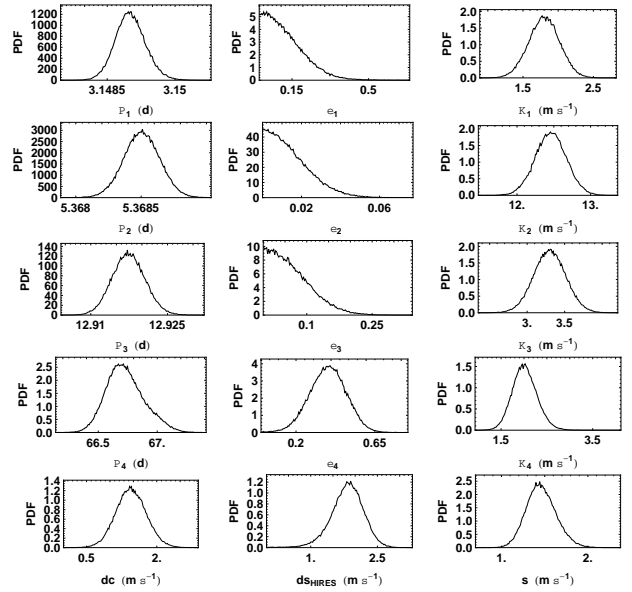 PDF 1200 1000 800 600 400 200 0
3.1485 3.15
P₁ (d)
PDF 5 4 3 2 1 0
0.15 0.5
e₁
PDF 2.0 1.5 1.0 0.5 0.0
1.5 2.5
K₁ (m s⁻¹)
PDF 3000 2500 2000 1500 1000 500 0
5.368 5.3685
P₂ (d)
PDF 40 30 20 10 0
0.02 0.06
e₂
PDF 2.0 1.5 1.0 0.5 0.0
12. 13.
K₂ (m s⁻¹)
PDF 140 120 100 80 60 40 20 0
12.91 12.925
P₃ (d)
PDF 10 8 6 4 2 0
0.1 0.25
e₃
PDF 2.0 1.5 1.0 0.5 0.0
3. 3.5
K₃ (m s⁻¹)
PDF 2.5 2.0 1.5 1.0 0.5 0.0
66.5 67.
P₄ (d)
PDF 4 3 2 1 0
0.2 0.65
e₄
PDF 1.5 1.0 0.5 0.0
1.5 3.5
K₄ (m s⁻¹)
PDF 1.4 1.2 1.0 0.8 0.6 0.4 0.2 0.0
0.5 2.
dc (m s⁻¹)
PDF 1.2 1.0 0.8 0.6 0.4 0.2 0.0
1. 2.5
ds_HIRES (m s⁻¹)
PDF 2.5 2.0 1.5 1.0 0.5 0.0
1. 2.
s (m s⁻¹)